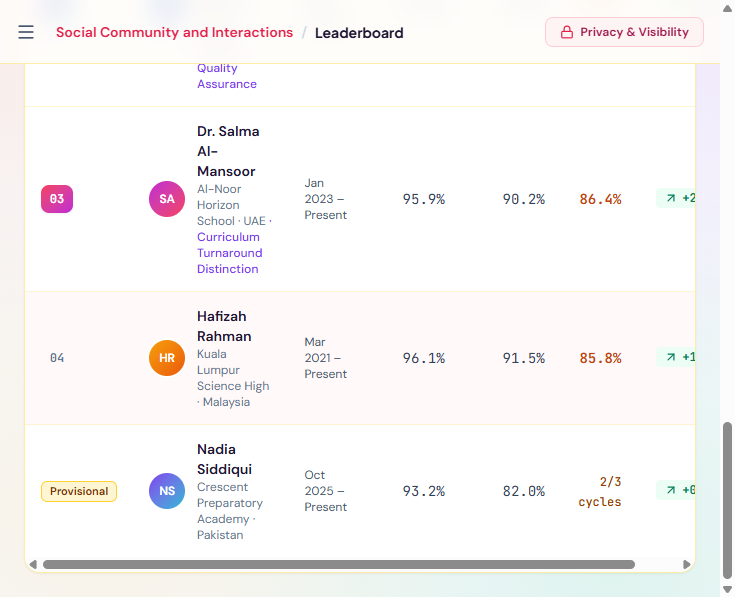 Social Community and Interactions / Leaderboard
Privacy & Visibility
Quality
Assurance
03
SA
Dr. Salma
Al-
Mansoor
Al-Noor
Horizon
School · UAE ·
Curriculum
Turnaround
Distinction
Jan
2023 –
Present
95.9%
90.2%
86.4%
+2
04
HR
Hafizah
Rahman
Kuala
Lumpur
Science High
· Malaysia
Mar
2021 –
Present
96.1%
91.5%
85.8%
+1
Provisional
NS
Nadia
Siddiqui
Crescent
Preparatory
Academy ·
Pakistan
Oct
2025 –
Present
93.2%
82.0%
2/3
cycles
+0